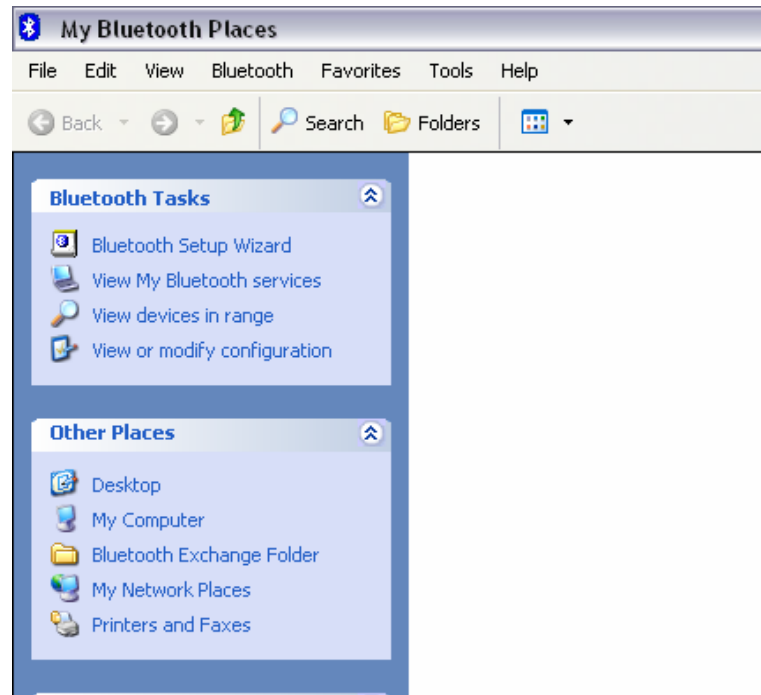 My Bluetooth Places
File Edit View Bluetooth Favorites Tools Help
Back Search Folders
Bluetooth Tasks
Bluetooth Setup Wizard
View My Bluetooth services
View devices in range
View or modify configuration
Other Places
Desktop
My Computer
Bluetooth Exchange Folder
My Network Places
Printers and Faxes